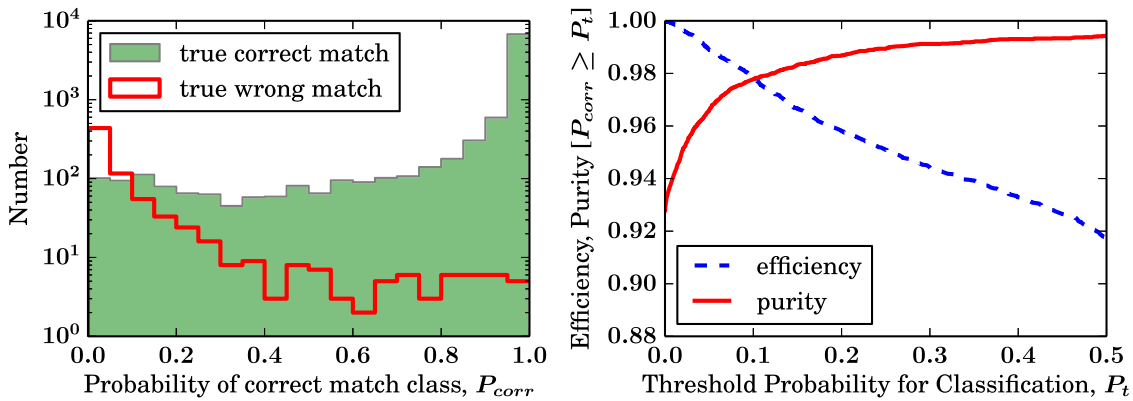 10⁴
10³
10²
10¹
10⁰
Number
true correct match
true wrong match
0.0 0.2 0.4 0.6 0.8 1.0
Probability of correct match class, P_corr
1.00
0.98
0.96
0.94
0.92
0.90
0.88
Efficiency, Purity [P_corr ≥ P_t]
efficiency
purity
0.0 0.1 0.2 0.3 0.4 0.5
Threshold Probability for Classification, P_t